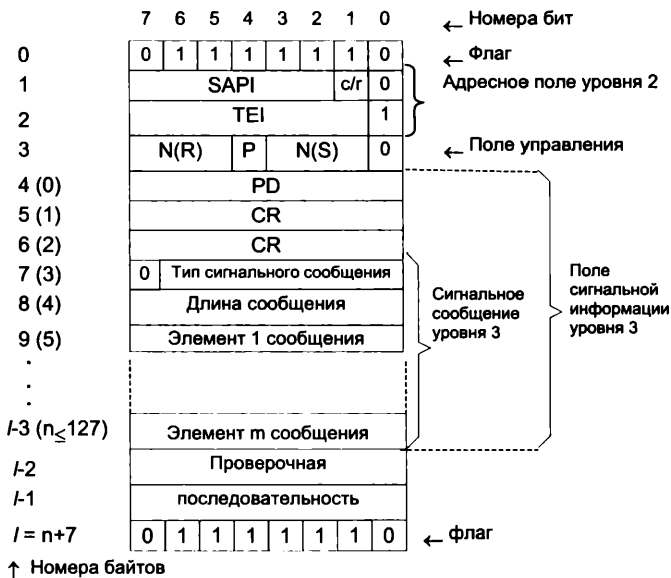 7 6 5 4 3 2 1 0 ← Номера бит
0 0 1 1 1 1 1 1 0 ← Флаг
1 SAPI c/r 0 Адресное поле уровня 2
2 TEI 1
3 N(R) P N(S) 0 ← Поле управления
4 (0) PD
5 (1) CR
6 (2) CR
7 (3) 0 Тип сигнального сообщения
8 (4) Длина сообщения
9 (5) Элемент 1 сообщения
Сигнальное
сообщение
уровня 3
Поле
сигнальной
информации
уровня 3
.
.
.
l-3 (n≤127) Элемент m сообщения
l-2 Проверочная
l-1 последовательность
l = n+7 0 1 1 1 1 1 1 0 ← флаг
↑ Номера байтов